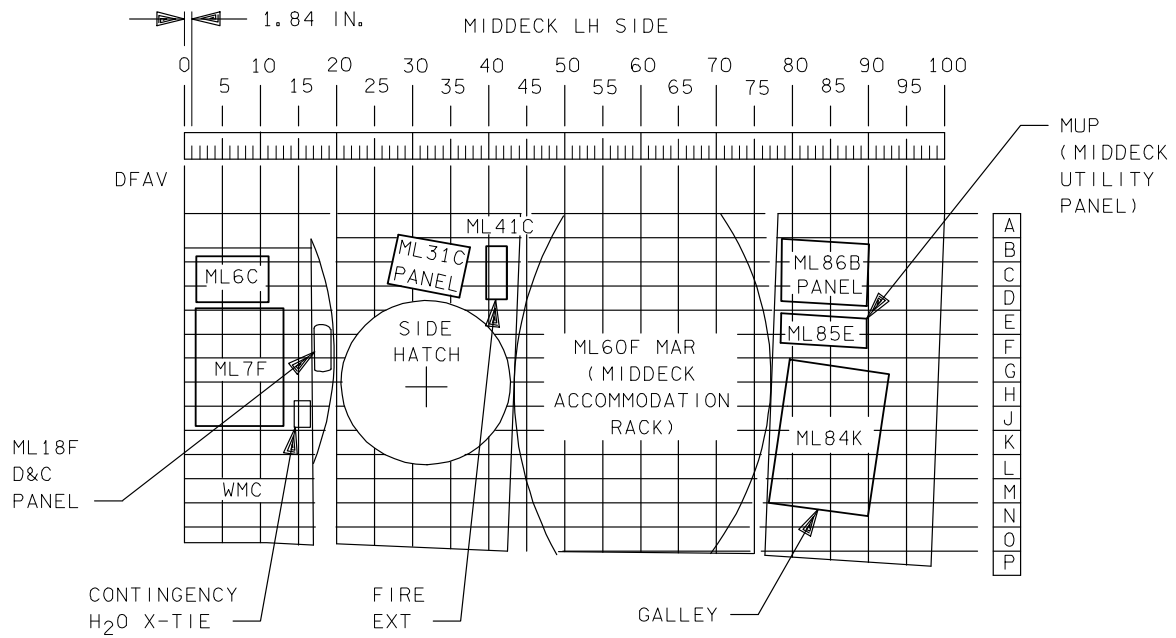 1.84 IN.
MIDDECK LH SIDE
0 10 20 30 40 50 60 70 80 90 100
5 15 25 35 45 55 65 75 85 95
MUP
(MIDDECK
UTILITY
PANEL)
DFAV
A
B
C
D
E
F
G
H
J
K
L
M
N
O
P
ML6C
ML7F
WMC
ML31C
PANEL
ML41C
SIDE
HATCH
ML60F MAR
(MIDDECK
ACCOMMODATION
RACK)
ML86B
PANEL
ML85E
ML84K
ML18F
D&C
PANEL
CONTINGENCY
H₂O X-TIE
FIRE
EXT
GALLEY